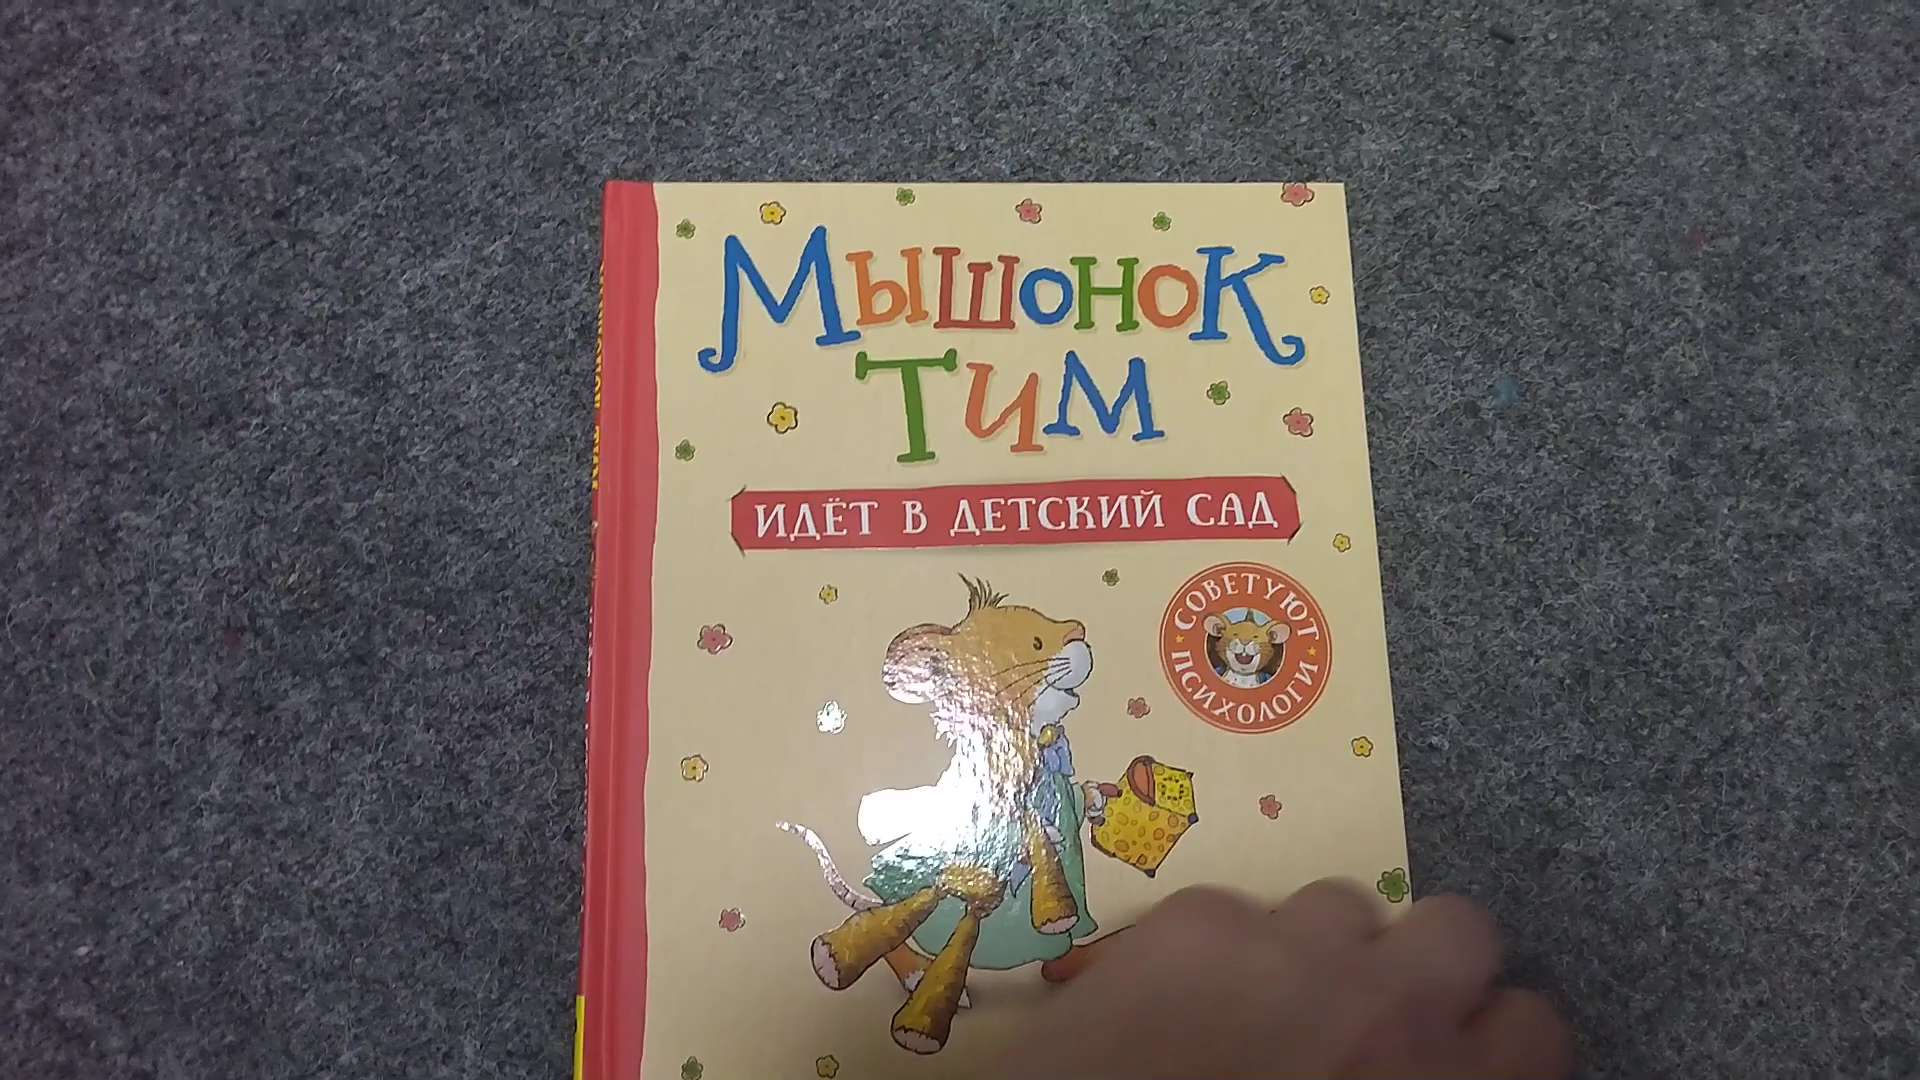 Мышонок
Тим
идёт в детский сад
советуют
психологи